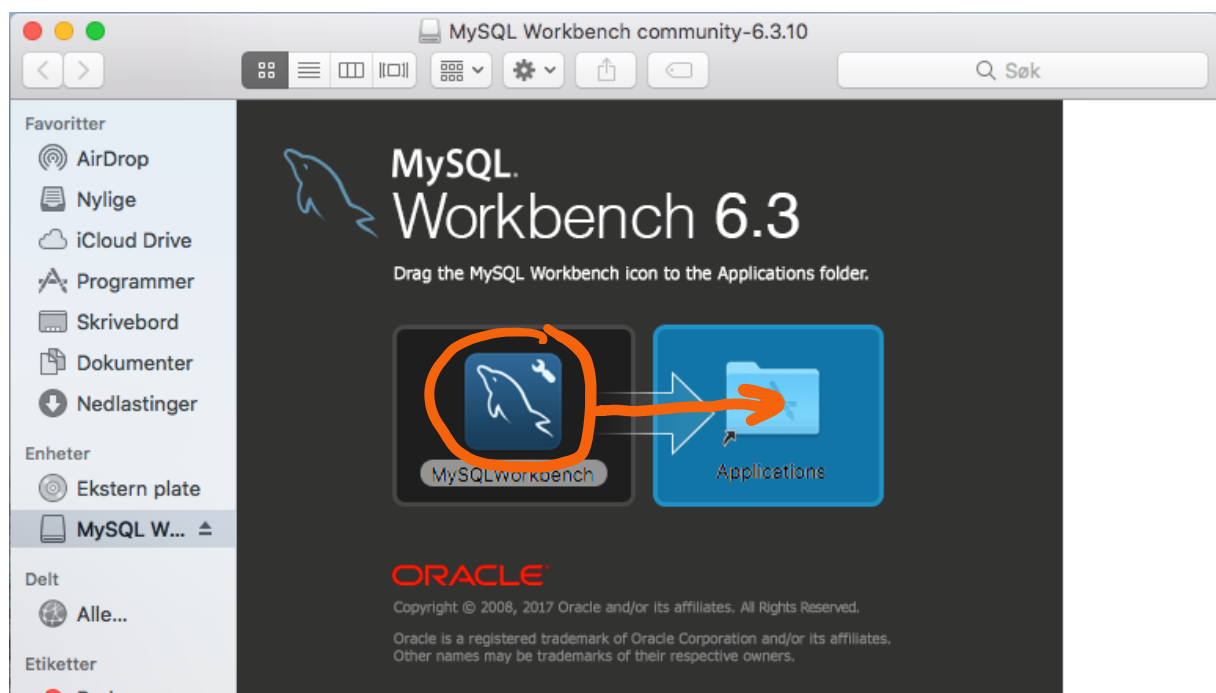 MySQL Workbench community-6.3.10
Søk
Favoritter
AirDrop
Nylige
iCloud Drive
Programmer
Skrivebord
Dokumenter
Nedlastinger
Enheter
Ekstern plate
MySQL W...
Delt
Alle...
Etiketter
MySQL.
Workbench 6.3
Drag the MySQL Workbench icon to the Applications folder.
MySQLWorkbench
Applications
ORACLE
Copyright © 2008, 2017 Oracle and/or its affiliates. All Rights Reserved.
Oracle is a registered trademark of Oracle Corporation and/or its affiliates.
Other names may be trademarks of their respective owners.